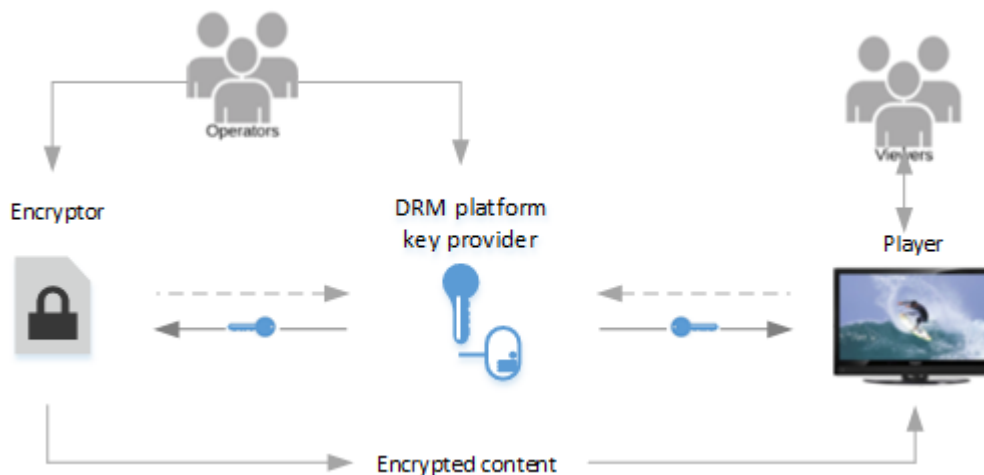 Operators
Viewers
Encryptor
DRM platform
key provider
Player
Encrypted content